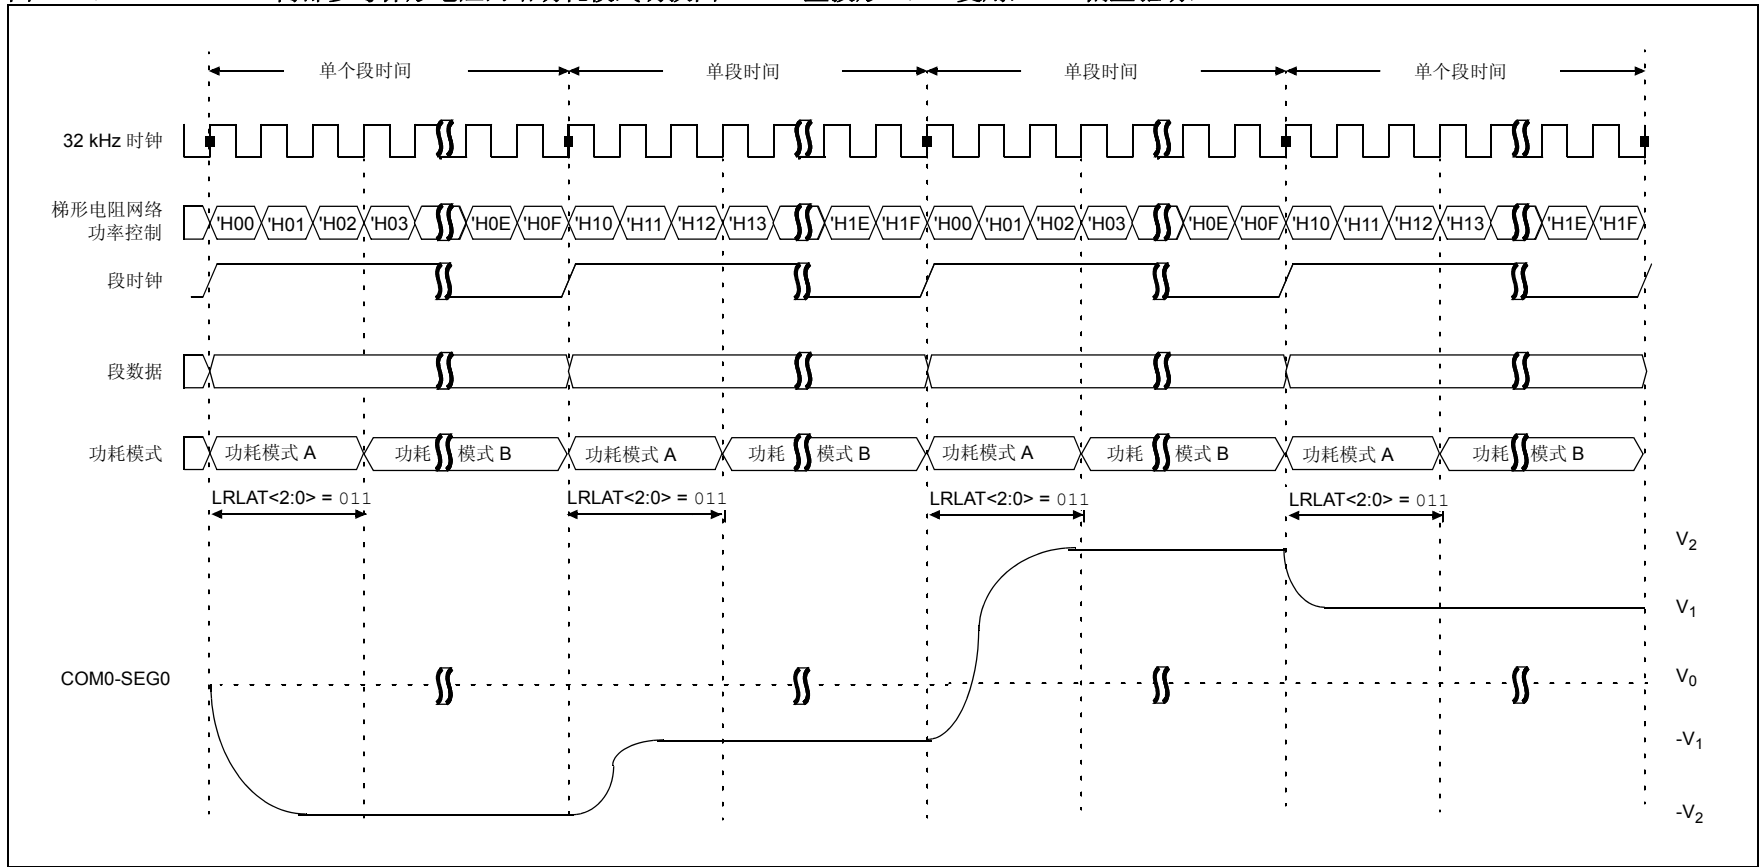 单个段时间 单段时间 单段时间 单个段时间
32 kHz 时钟
梯形电阻网络
功率控制
'H00 'H01 'H02 'H03 'H0E 'H0F 'H10 'H11 'H12 'H13 'H1E 'H1F 'H00 'H01 'H02 'H03 'H0E 'H0F 'H10 'H11 'H12 'H13 'H1E 'H1F
段时钟
段数据
功耗模式 功耗模式 A 功耗 模式 B 功耗模式 A 功耗 模式 B 功耗模式 A 功耗 模式 B 功耗模式 A 功耗 模式 B
LRLAT<2:0> = 011 LRLAT<2:0> = 011 LRLAT<2:0> = 011 LRLAT<2:0> = 011
V2
V1
COM0-SEG0 V0
-V1
-V2